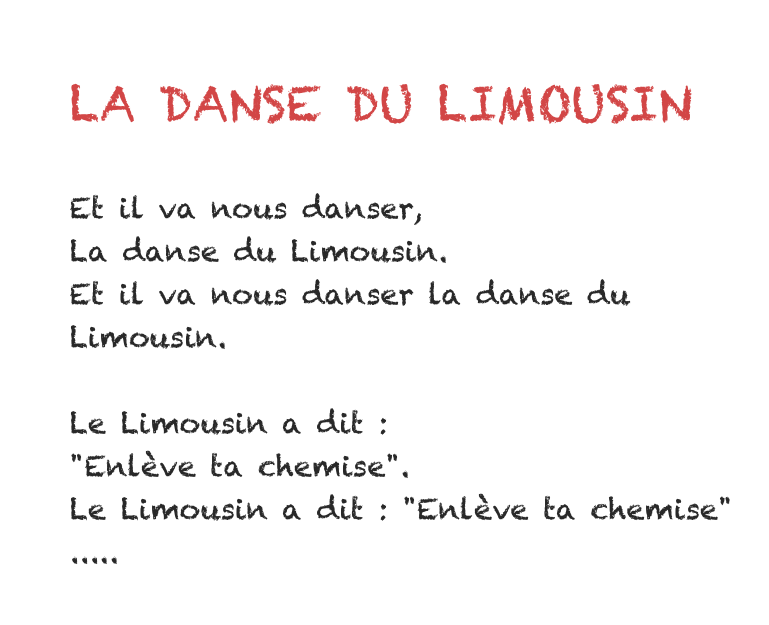 LA DANSE DU LIMOUSIN
Et il va nous danser,
La danse du Limousin.
Et il va nous danser la danse du
Limousin.
Le Limousin a dit :
"Enlève ta chemise".
Le Limousin a dit : "Enlève ta chemise"
.....